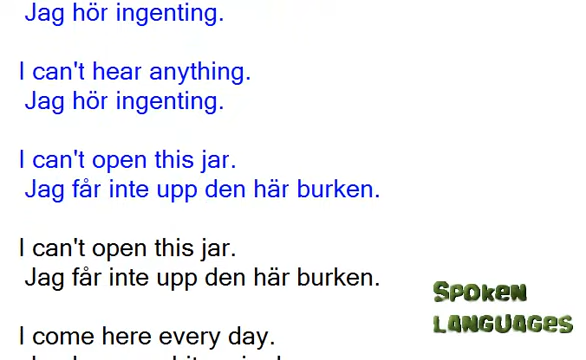 Jag hör ingenting.
I can't hear anything.
Jag hör ingenting.
I can't open this jar.
Jag får inte upp den här burken.
I can't open this jar.
Jag får inte upp den här burken.
I come here every day.
SPOKEN
LANGUAGES